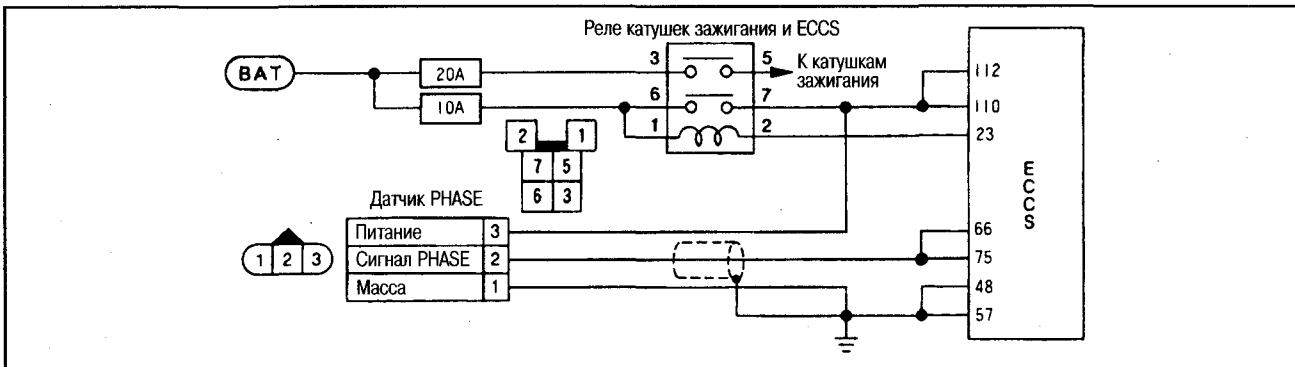 Реле катушек зажигания и ECCS
BAT
20A
10A
3
5
К катушкам
зажигания
6
7
1
2
112
110
23
ECCS
2
1
7
5
6
3
Датчик PHASE
1
2
3
Питание
3
Сигнал PHASE
2
Масса
1
66
75
48
57